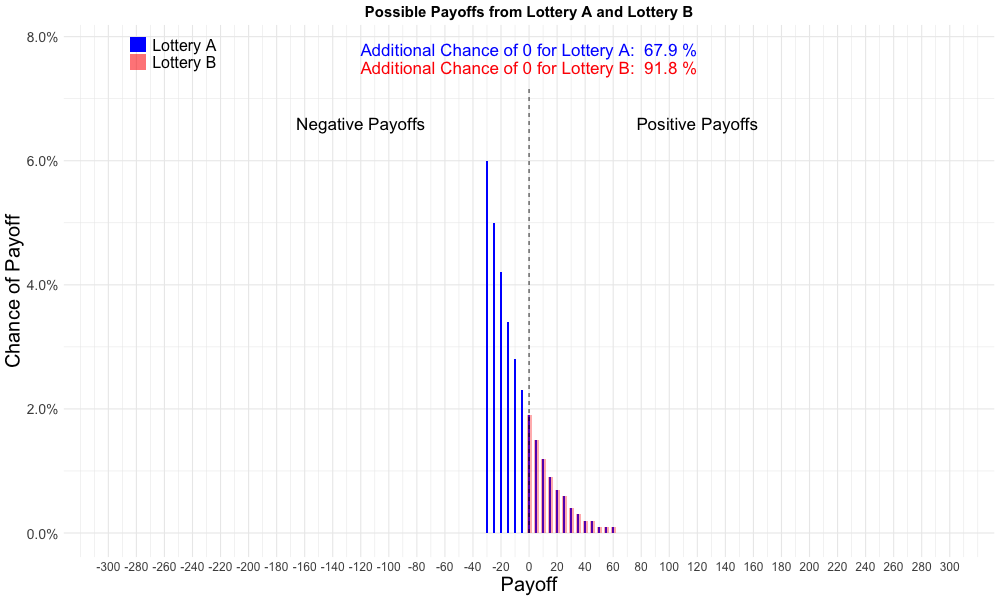 Possible Payoffs from Lottery A and Lottery B
8.0%
Lottery A
Lottery B
Additional Chance of 0 for Lottery A: 67.9 %
Additional Chance of 0 for Lottery B: 91.8 %
Negative Payoffs
Positive Payoffs
6.0%
4.0%
2.0%
0.0%
Chance of Payoff
-300 -280 -260 -240 -220 -200 -180 -160 -140 -120 -100 -80 -60 -40 -20 0 20 40 60 80 100 120 140 160 180 200 220 240 260 280 300
Payoff